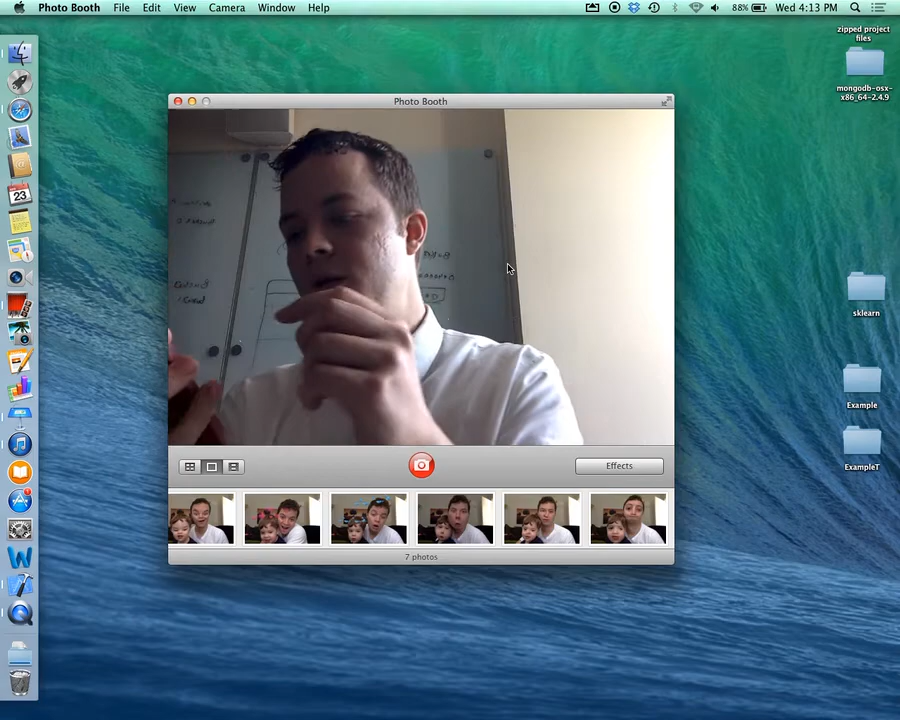 Photo Booth File Edit View Camera Window Help 88% Wed 4:13 PM
zipped project
files
mongodb-osx-
x86_64-2.4.9
Photo Booth
23
sklearn
Example
ExampleT
Effects
7 photos